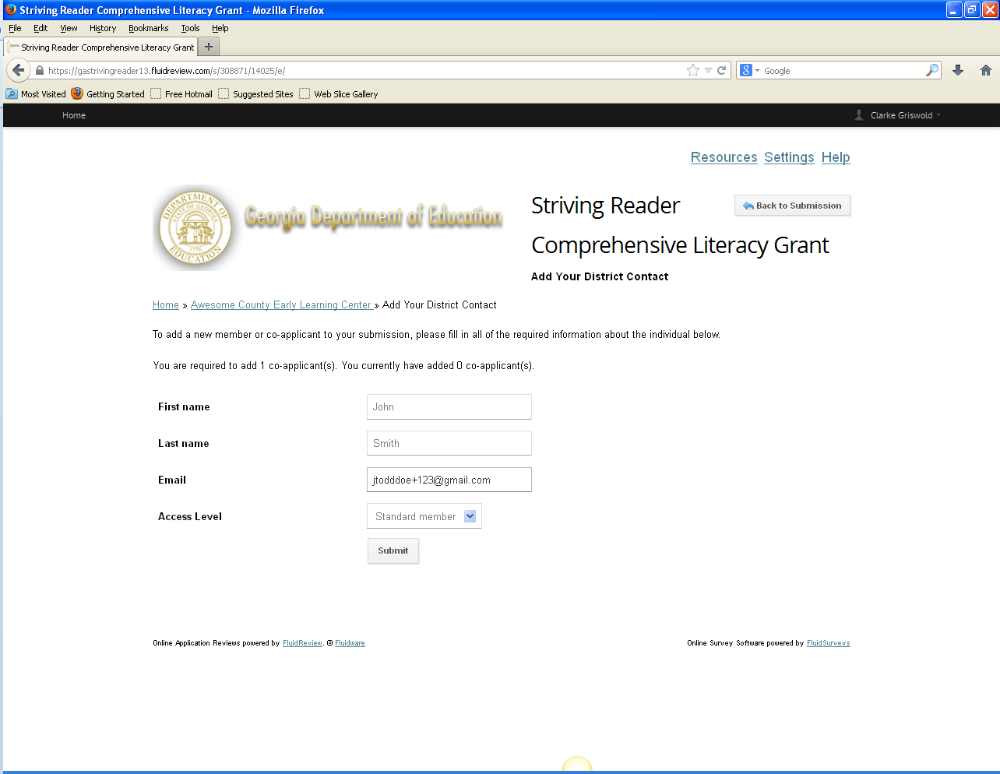 Striving Reader Comprehensive Literacy Grant - Mozilla Firefox
File Edit View History Bookmarks Tools Help
Striving Reader Comprehensive Literacy Grant +
https://gastrivingreader13.fluidreview.com/s/308871/14025/e/ 8 Google
Most Visited Getting Started Free Hotmail Suggested Sites Web Slice Gallery
Home Clarke Griswold
Resources Settings Help
DEPARTMENT OF EDUCATION
STATE OF GEORGIA
1776
Georgia Department of Education
Striving Reader
Comprehensive Literacy Grant
Back to Submission
Add Your District Contact
Home » Awesome County Early Learning Center » Add Your District Contact
To add a new member or co-applicant to your submission, please fill in all of the required information about the individual below.
You are required to add 1 co-applicant(s). You currently have added 0 co-applicant(s).
First name John
Last name Smith
Email jtodddoe+123@gmail.com
Access Level Standard member
Submit
Online Application Reviews powered by FluidReview. © Fluidware Online Survey Software powered by FluidSurveys